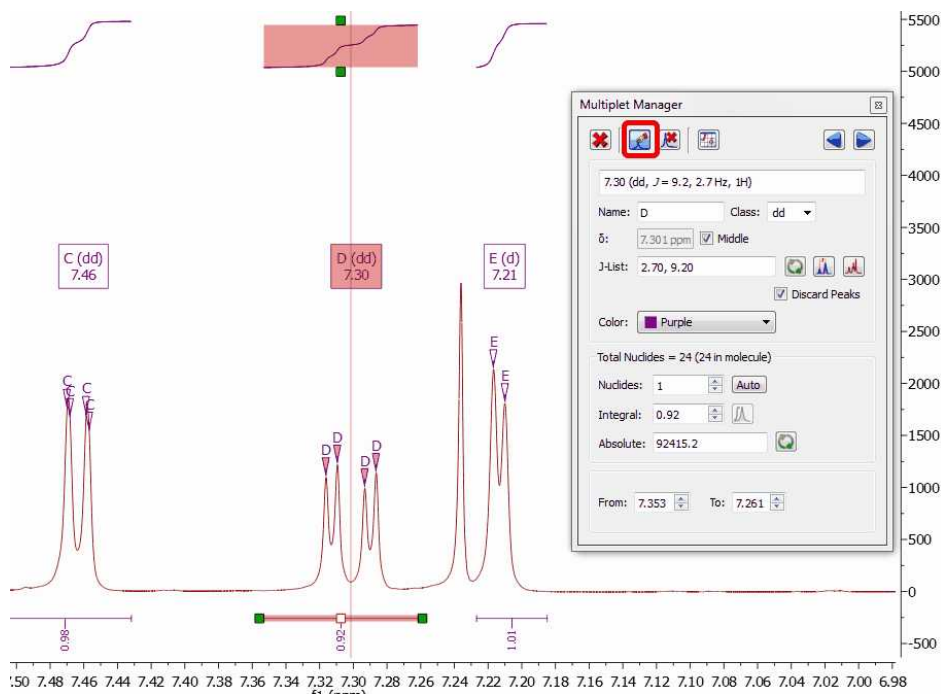 5500
5000
4500
4000
3500
3000
2500
2000
1500
1000
500
0
-500
Multiplet Manager
7.30 (dd, J = 9.2, 2.7 Hz, 1H)
Name: D Class: dd
δ: 7.301 ppm Middle
J-List: 2.70, 9.20
Discard Peaks
Color: Purple
Total Nuclides = 24 (24 in molecule)
Nuclides: 1 Auto
Integral: 0.92
Absolute: 92415.2
From: 7.353 To: 7.261
C (dd)
7.46
D (dd)
7.30
E (d)
7.21
C
C
C
C
D
D
D
D
E
E
0.98
0.92
1.01
7.50 7.48 7.46 7.44 7.42 7.40 7.38 7.36 7.34 7.32 7.30 7.28 7.26 7.24 7.22 7.20 7.18 7.16 7.14 7.12 7.10 7.08 7.06 7.04 7.02 7.00 6.98
f1 (ppm)